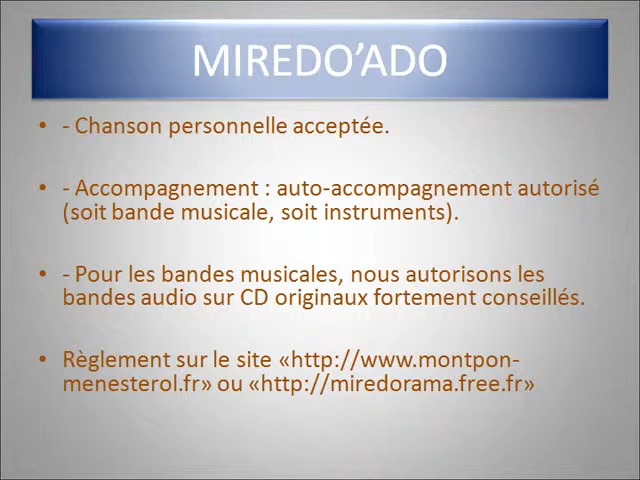 MIREDO’ADO
• - Chanson personnelle acceptée.
• - Accompagnement : auto-accompagnement autorisé
(soit bande musicale, soit instruments).
• - Pour les bandes musicales, nous autorisons les
bandes audio sur CD originaux fortement conseillés.
• Règlement sur le site «http://www.montpon-
menesterol.fr» ou «http://miredorama.free.fr»